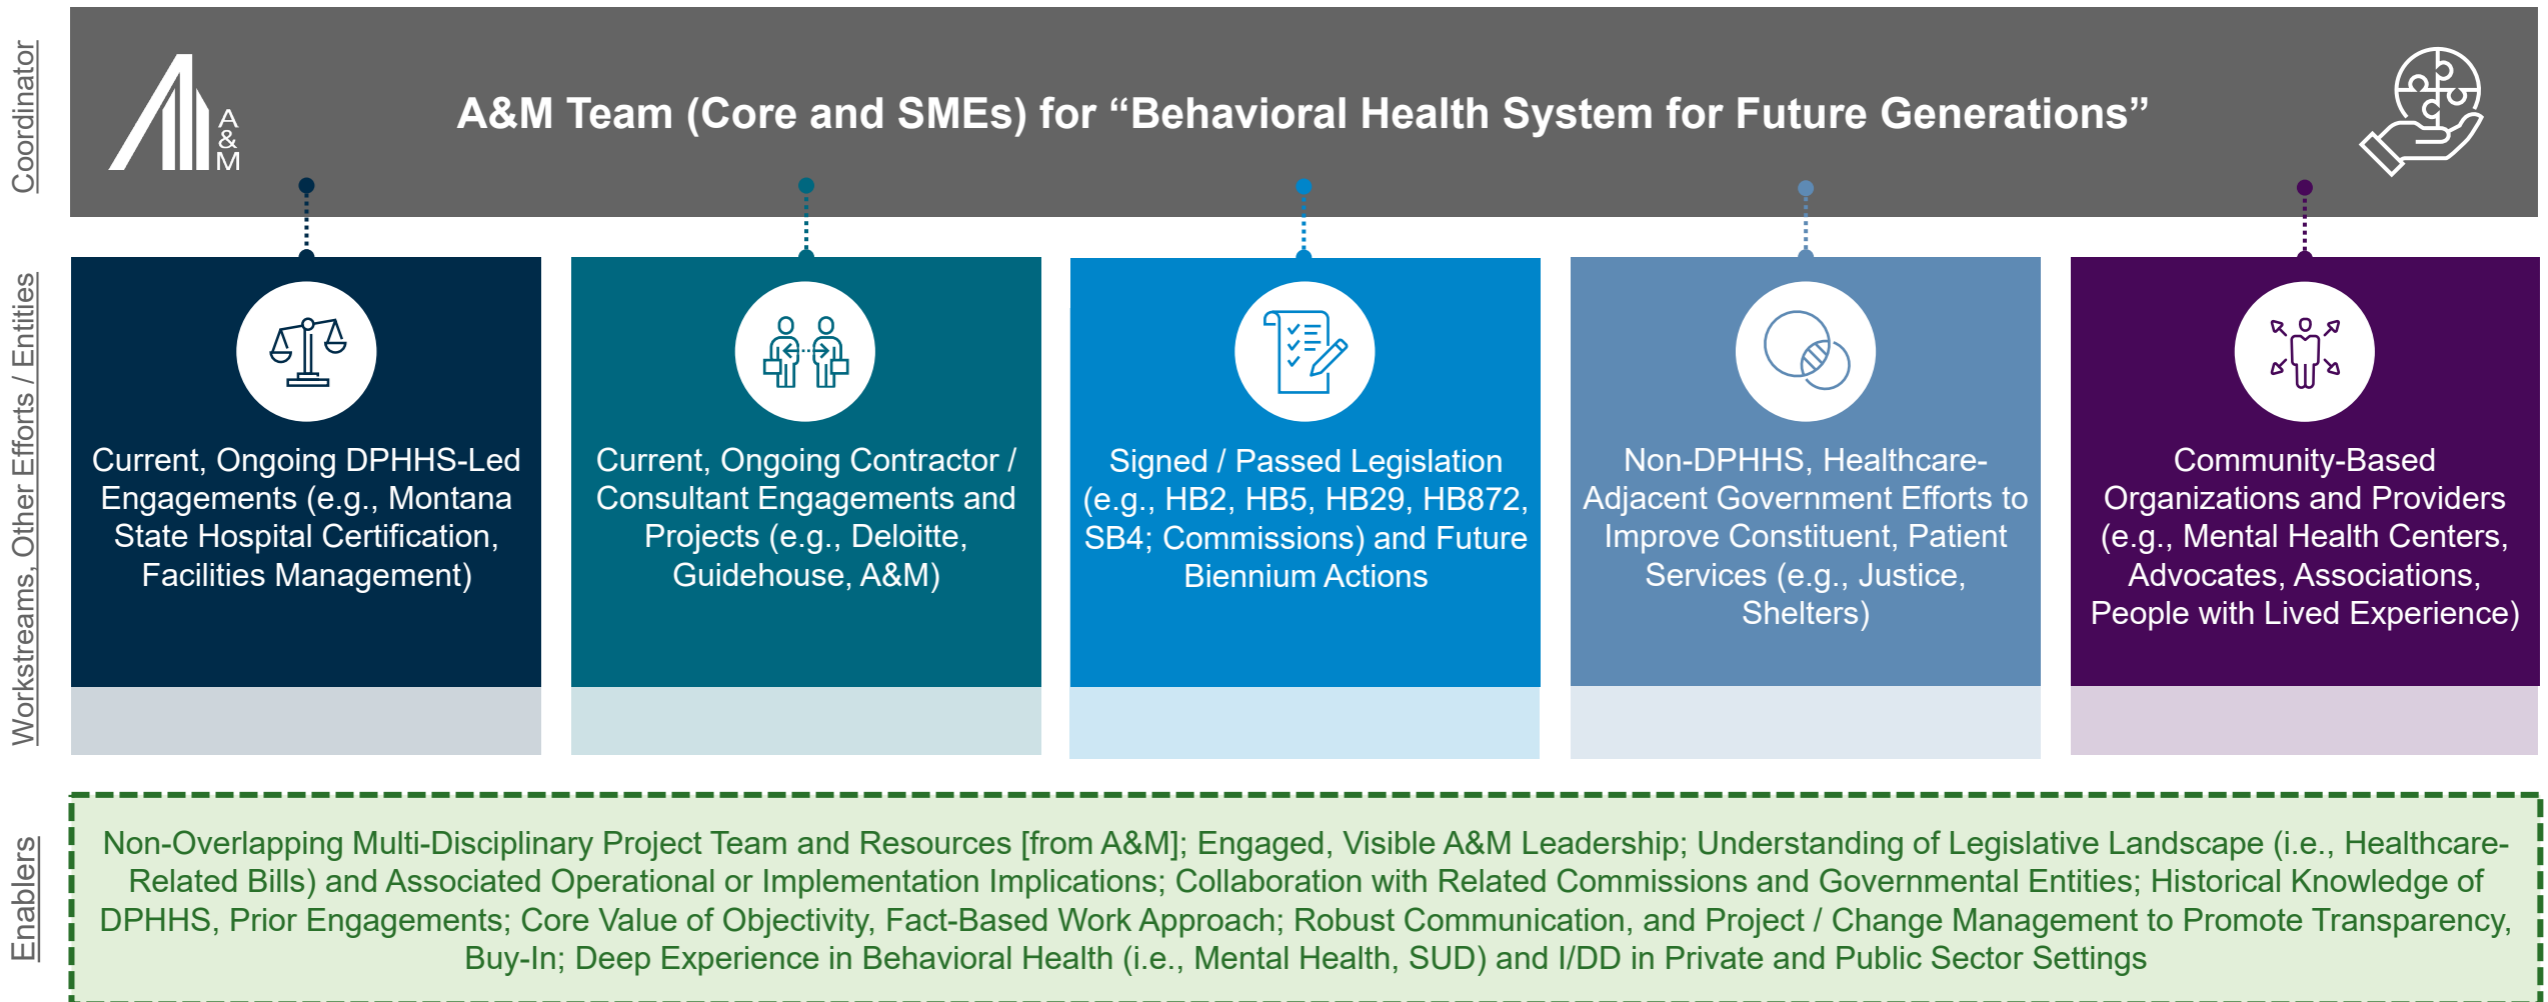 Coordinator
A
&
M
A&M Team (Core and SMEs) for “Behavioral Health System for Future Generations”
Workstreams, Other Efforts / Entities
Current, Ongoing DPHHS-Led
Engagements (e.g., Montana
State Hospital Certification,
Facilities Management)
Current, Ongoing Contractor /
Consultant Engagements and
Projects (e.g., Deloitte,
Guidehouse, A&M)
Signed / Passed Legislation
(e.g., HB2, HB5, HB29, HB872,
SB4; Commissions) and Future
Biennium Actions
Non-DPHHS, Healthcare-
Adjacent Government Efforts to
Improve Constituent, Patient
Services (e.g., Justice,
Shelters)
Community-Based
Organizations and Providers
(e.g., Mental Health Centers,
Advocates, Associations,
People with Lived Experience)
Enablers
Non-Overlapping Multi-Disciplinary Project Team and Resources [from A&M]; Engaged, Visible A&M Leadership; Understanding of Legislative Landscape (i.e., Healthcare-
Related Bills) and Associated Operational or Implementation Implications; Collaboration with Related Commissions and Governmental Entities; Historical Knowledge of
DPHHS, Prior Engagements; Core Value of Objectivity, Fact-Based Work Approach; Robust Communication, and Project / Change Management to Promote Transparency,
Buy-In; Deep Experience in Behavioral Health (i.e., Mental Health, SUD) and I/DD in Private and Public Sector Settings